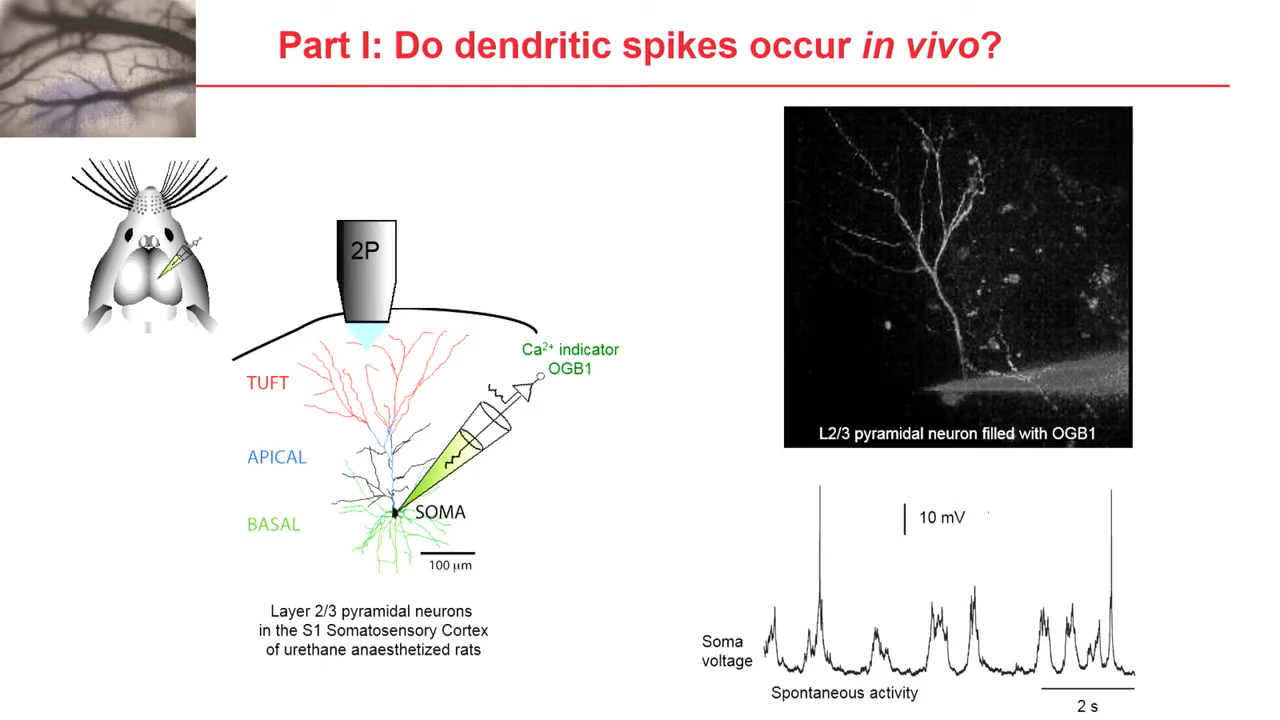 Part I: Do dendritic spikes occur in vivo?
2P
Ca²⁺ indicator
OGB1
TUFT
APICAL
BASAL
SOMA
100 µm
Layer 2/3 pyramidal neurons
in the S1 Somatosensory Cortex
of urethane anaesthetized rats
L2/3 pyramidal neuron filled with OGB1
10 mV
Soma
voltage
Spontaneous activity
2 s